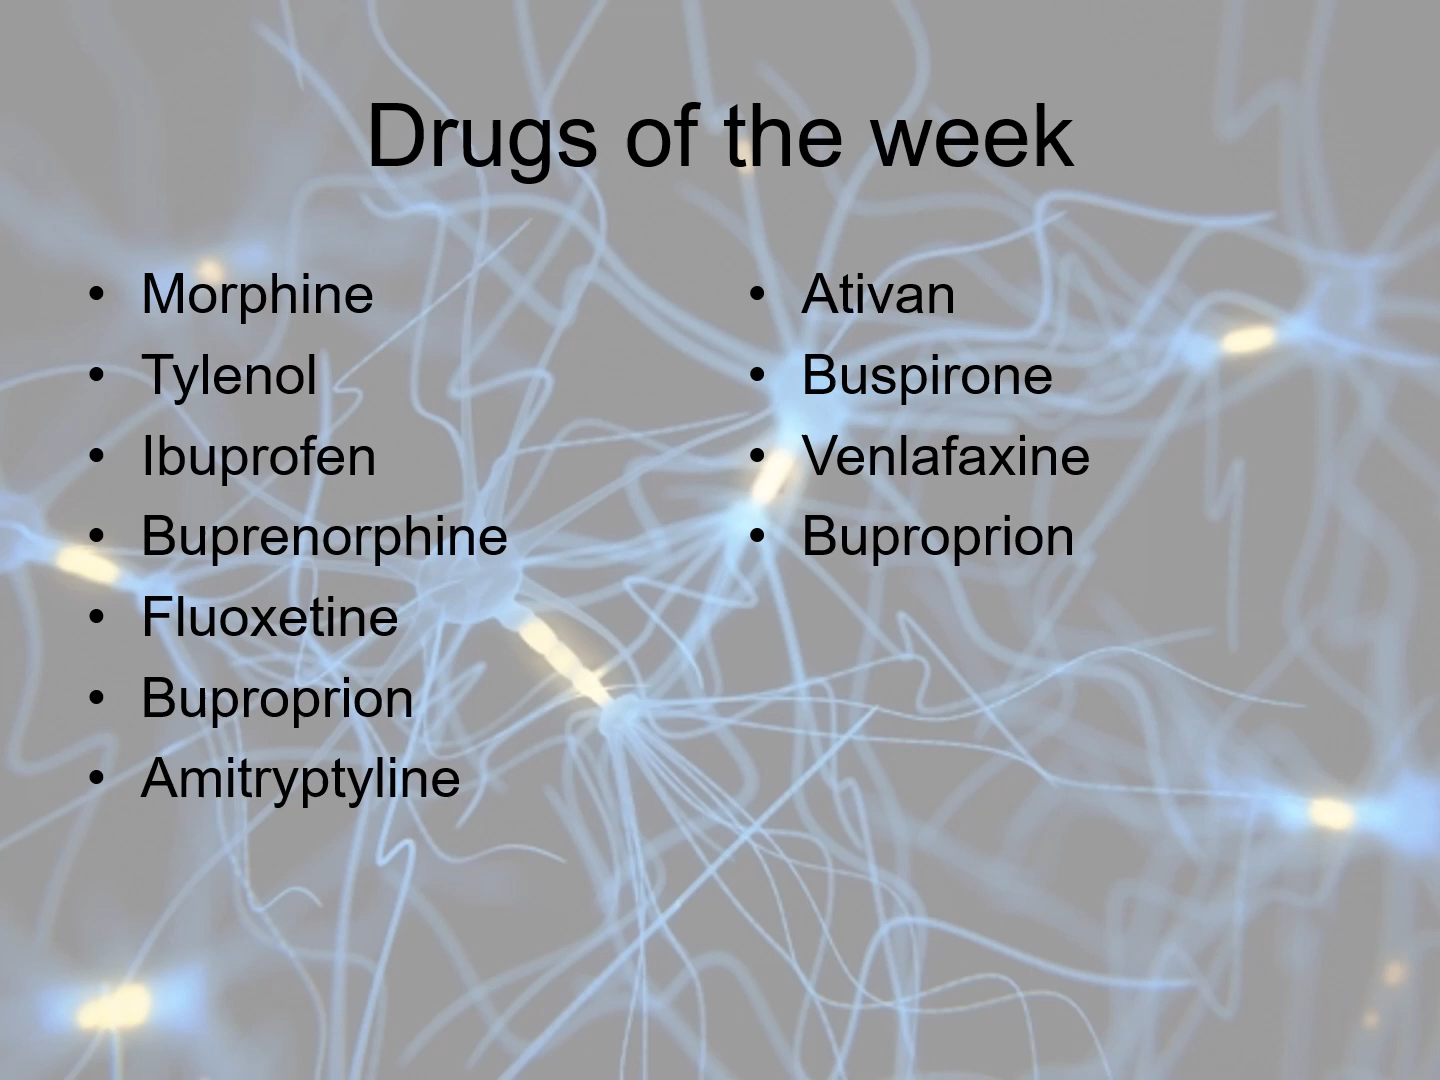 Drugs of the week
• Morphine
• Tylenol
• Ibuprofen
• Buprenorphine
• Fluoxetine
• Buproprion
• Amitryptyline
• Ativan
• Buspirone
• Venlafaxine
• Buproprion